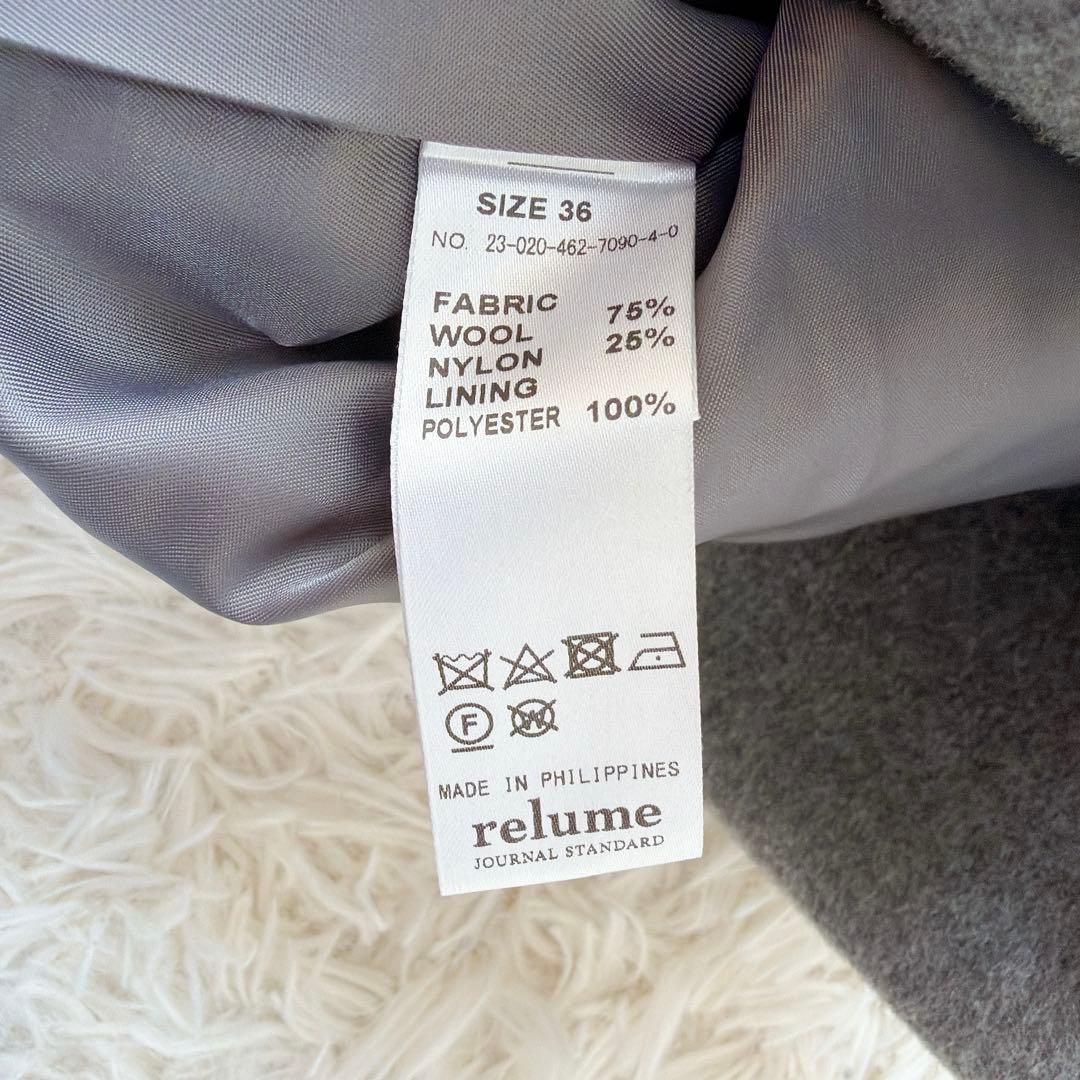 SIZE 36
NO. 23-020-462-7090-4-0
FABRIC
WOOL 75%
NYLON 25%
LINING
POLYESTER 100%
F W
MADE IN PHILIPPINES
relume
JOURNAL STANDARD